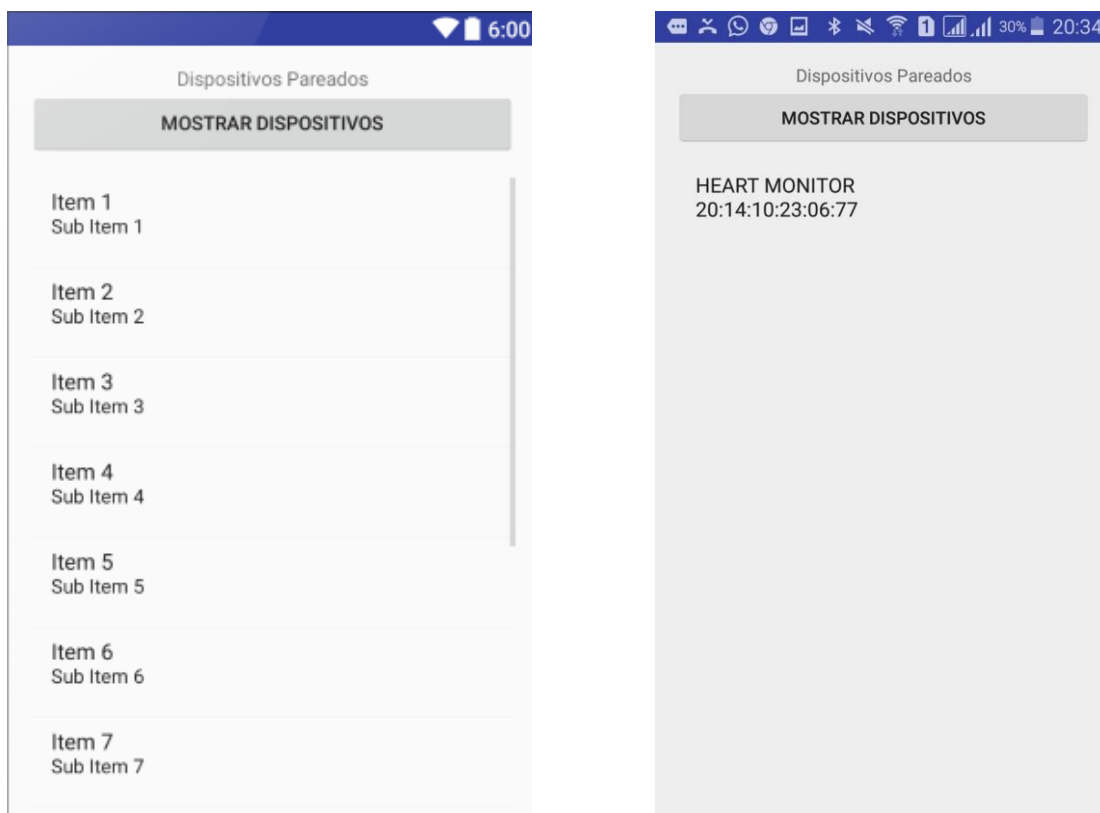 6:00
Dispositivos Pareados
MOSTRAR DISPOSITIVOS
Item 1
Sub Item 1
Item 2
Sub Item 2
Item 3
Sub Item 3
Item 4
Sub Item 4
Item 5
Sub Item 5
Item 6
Sub Item 6
Item 7
Sub Item 7
1 30% 20:34
Dispositivos Pareados
MOSTRAR DISPOSITIVOS
HEART MONITOR
20:14:10:23:06:77